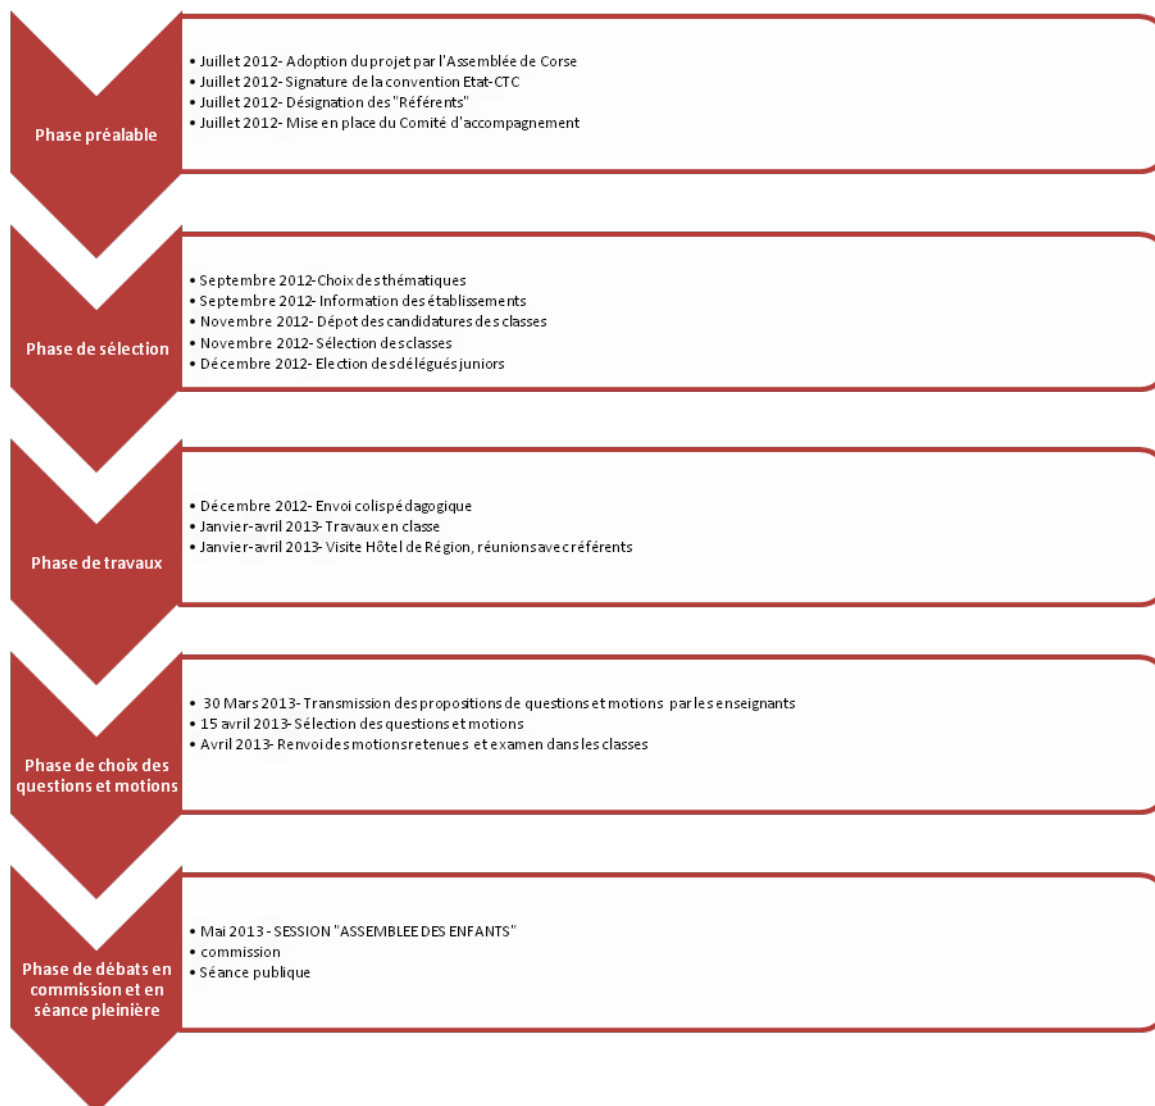 Phase préalable
• Juillet 2012- Adoption du projet par l'Assemblée de Corse
• Juillet 2012- Signature de la convention Etat-CTC
• Juillet 2012- Désignation des "Référents"
• Juillet 2012- Mise en place du Comité d'accompagnement
Phase de sélection
• Septembre 2012-Choix des thématiques
• Septembre 2012- Information des établissements
• Novembre 2012- Dépot des candidatures des classes
• Novembre 2012- Sélection des classes
• Décembre 2012- Election des délégués juniors
Phase de travaux
• Décembre 2012- Envoi colis pédagogique
• Janvier-avril 2013- Travaux en classe
• Janvier-avril 2013- Visite Hôtel de Région, réunions avec référents
Phase de choix des
questions et motions
• 30 Mars 2013- Transmission des propositions de questions et motions par les enseignants
• 15 avril 2013- Sélection des questions et motions
• Avril 2013- Renvoi des motions retenues et examen dans les classes
Phase de débats en
commission et en
séance pleinière
• Mai 2013 - SESSION "ASSEMBLEE DES ENFANTS"
• commission
• Séance publique